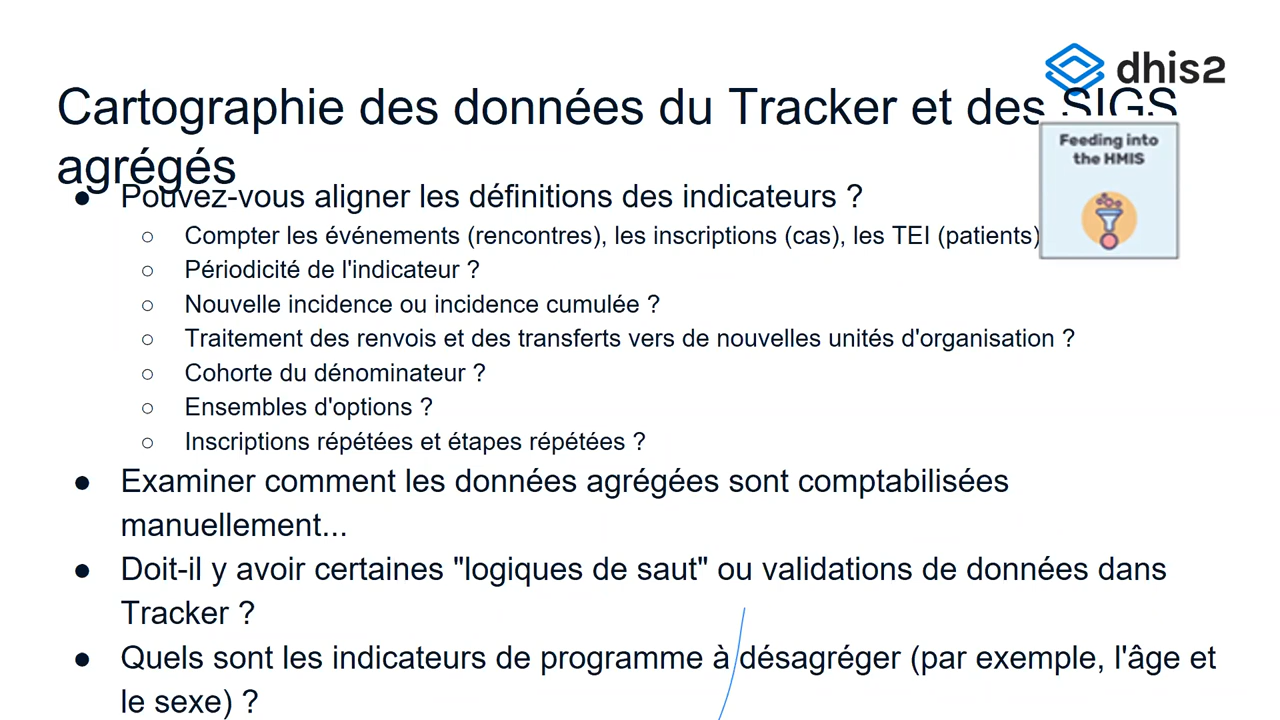 dhis2
Cartographie des données du Tracker et des SIGS
agrégés
Feeding into
the HMIS
● Pouvez-vous aligner les définitions des indicateurs ?
○ Compter les événements (rencontres), les inscriptions (cas), les TEI (patients)
○ Périodicité de l'indicateur ?
○ Nouvelle incidence ou incidence cumulée ?
○ Traitement des renvois et des transferts vers de nouvelles unités d'organisation ?
○ Cohorte du dénominateur ?
○ Ensembles d'options ?
○ Inscriptions répétées et étapes répétées ?
● Examiner comment les données agrégées sont comptabilisées
manuellement...
● Doit-il y avoir certaines "logiques de saut" ou validations de données dans
Tracker ?
● Quels sont les indicateurs de programme à désagréger (par exemple, l'âge et
le sexe) ?